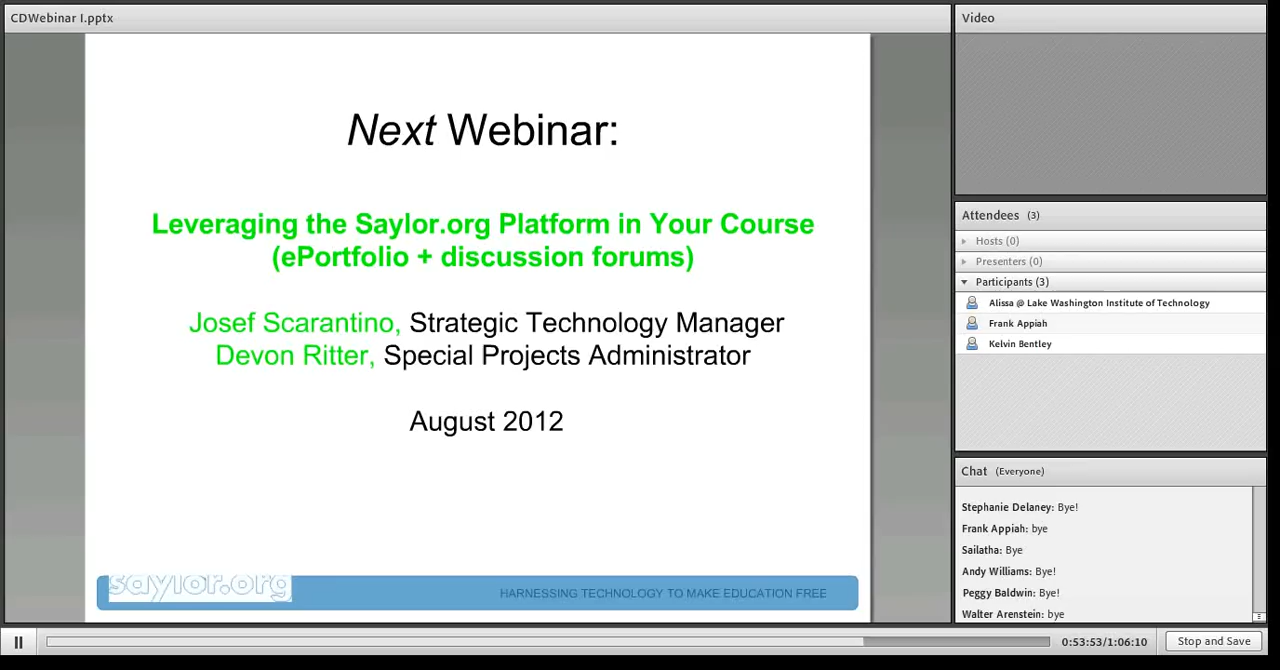 CDWebinar I.pptx
Next Webinar:
Leveraging the Saylor.org Platform in Your Course
(ePortfolio + discussion forums)
Josef Scarantino, Strategic Technology Manager
Devon Ritter, Special Projects Administrator
August 2012
saylor.org
HARNESSING TECHNOLOGY TO MAKE EDUCATION FREE
Video
Attendees (3)
Hosts (0)
Presenters (0)
Participants (3)
Alissa @ Lake Washington Institute of Technology
Frank Appiah
Kelvin Bentley
Chat (Everyone)
Stephanie Delaney: Bye!
Frank Appiah: bye
Sailatha: Bye
Andy Williams: Bye!
Peggy Baldwin: Bye!
Walter Arenstein: bye
0:53:53/1:06:10
Stop and Save